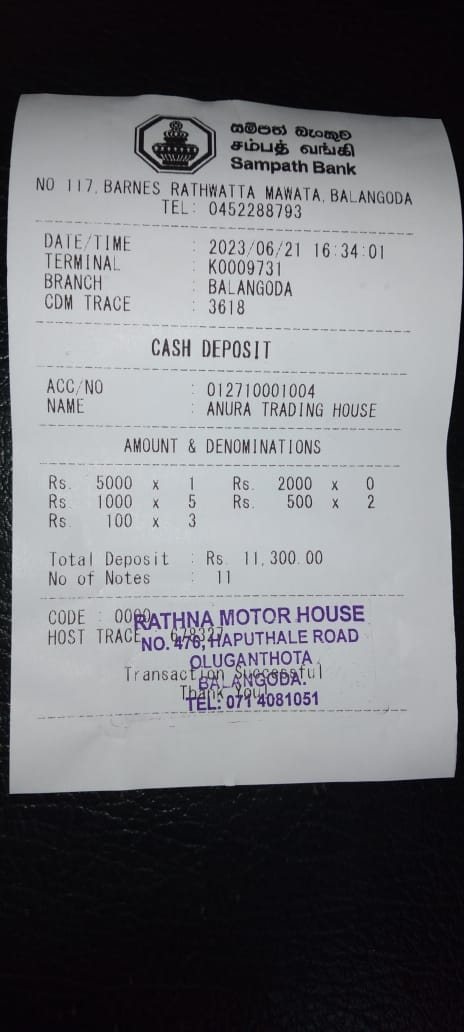 සම්පත් බැංකුව
சம்பத் வங்கி
Sampath Bank
NO 117, BARNES RATHWATTA MAWATA, BALANGODA
TEL: 0452288793
DATE/TIME : 2023/06/21 16:34:01
TERMINAL : K0009731
BRANCH : BALANGODA
CDM TRACE : 3618
CASH DEPOSIT
ACC/NO : 012710001004
NAME : ANURA TRADING HOUSE
AMOUNT & DENOMINATIONS
Rs. 5000 x 1 Rs. 2000 x 0
Rs. 1000 x 5 Rs. 500 x 2
Rs. 100 x 3
Total Deposit : Rs. 11,300.00
No of Notes : 11
CODE : 0000
RATHNA MOTOR HOUSE
HOST TRACE : 678327
NO. 476, HAPUTHALE ROAD
OLUGANTHOTA
Transaction Successful
BALANGODA.
Thank You!
TEL: 071 4081051